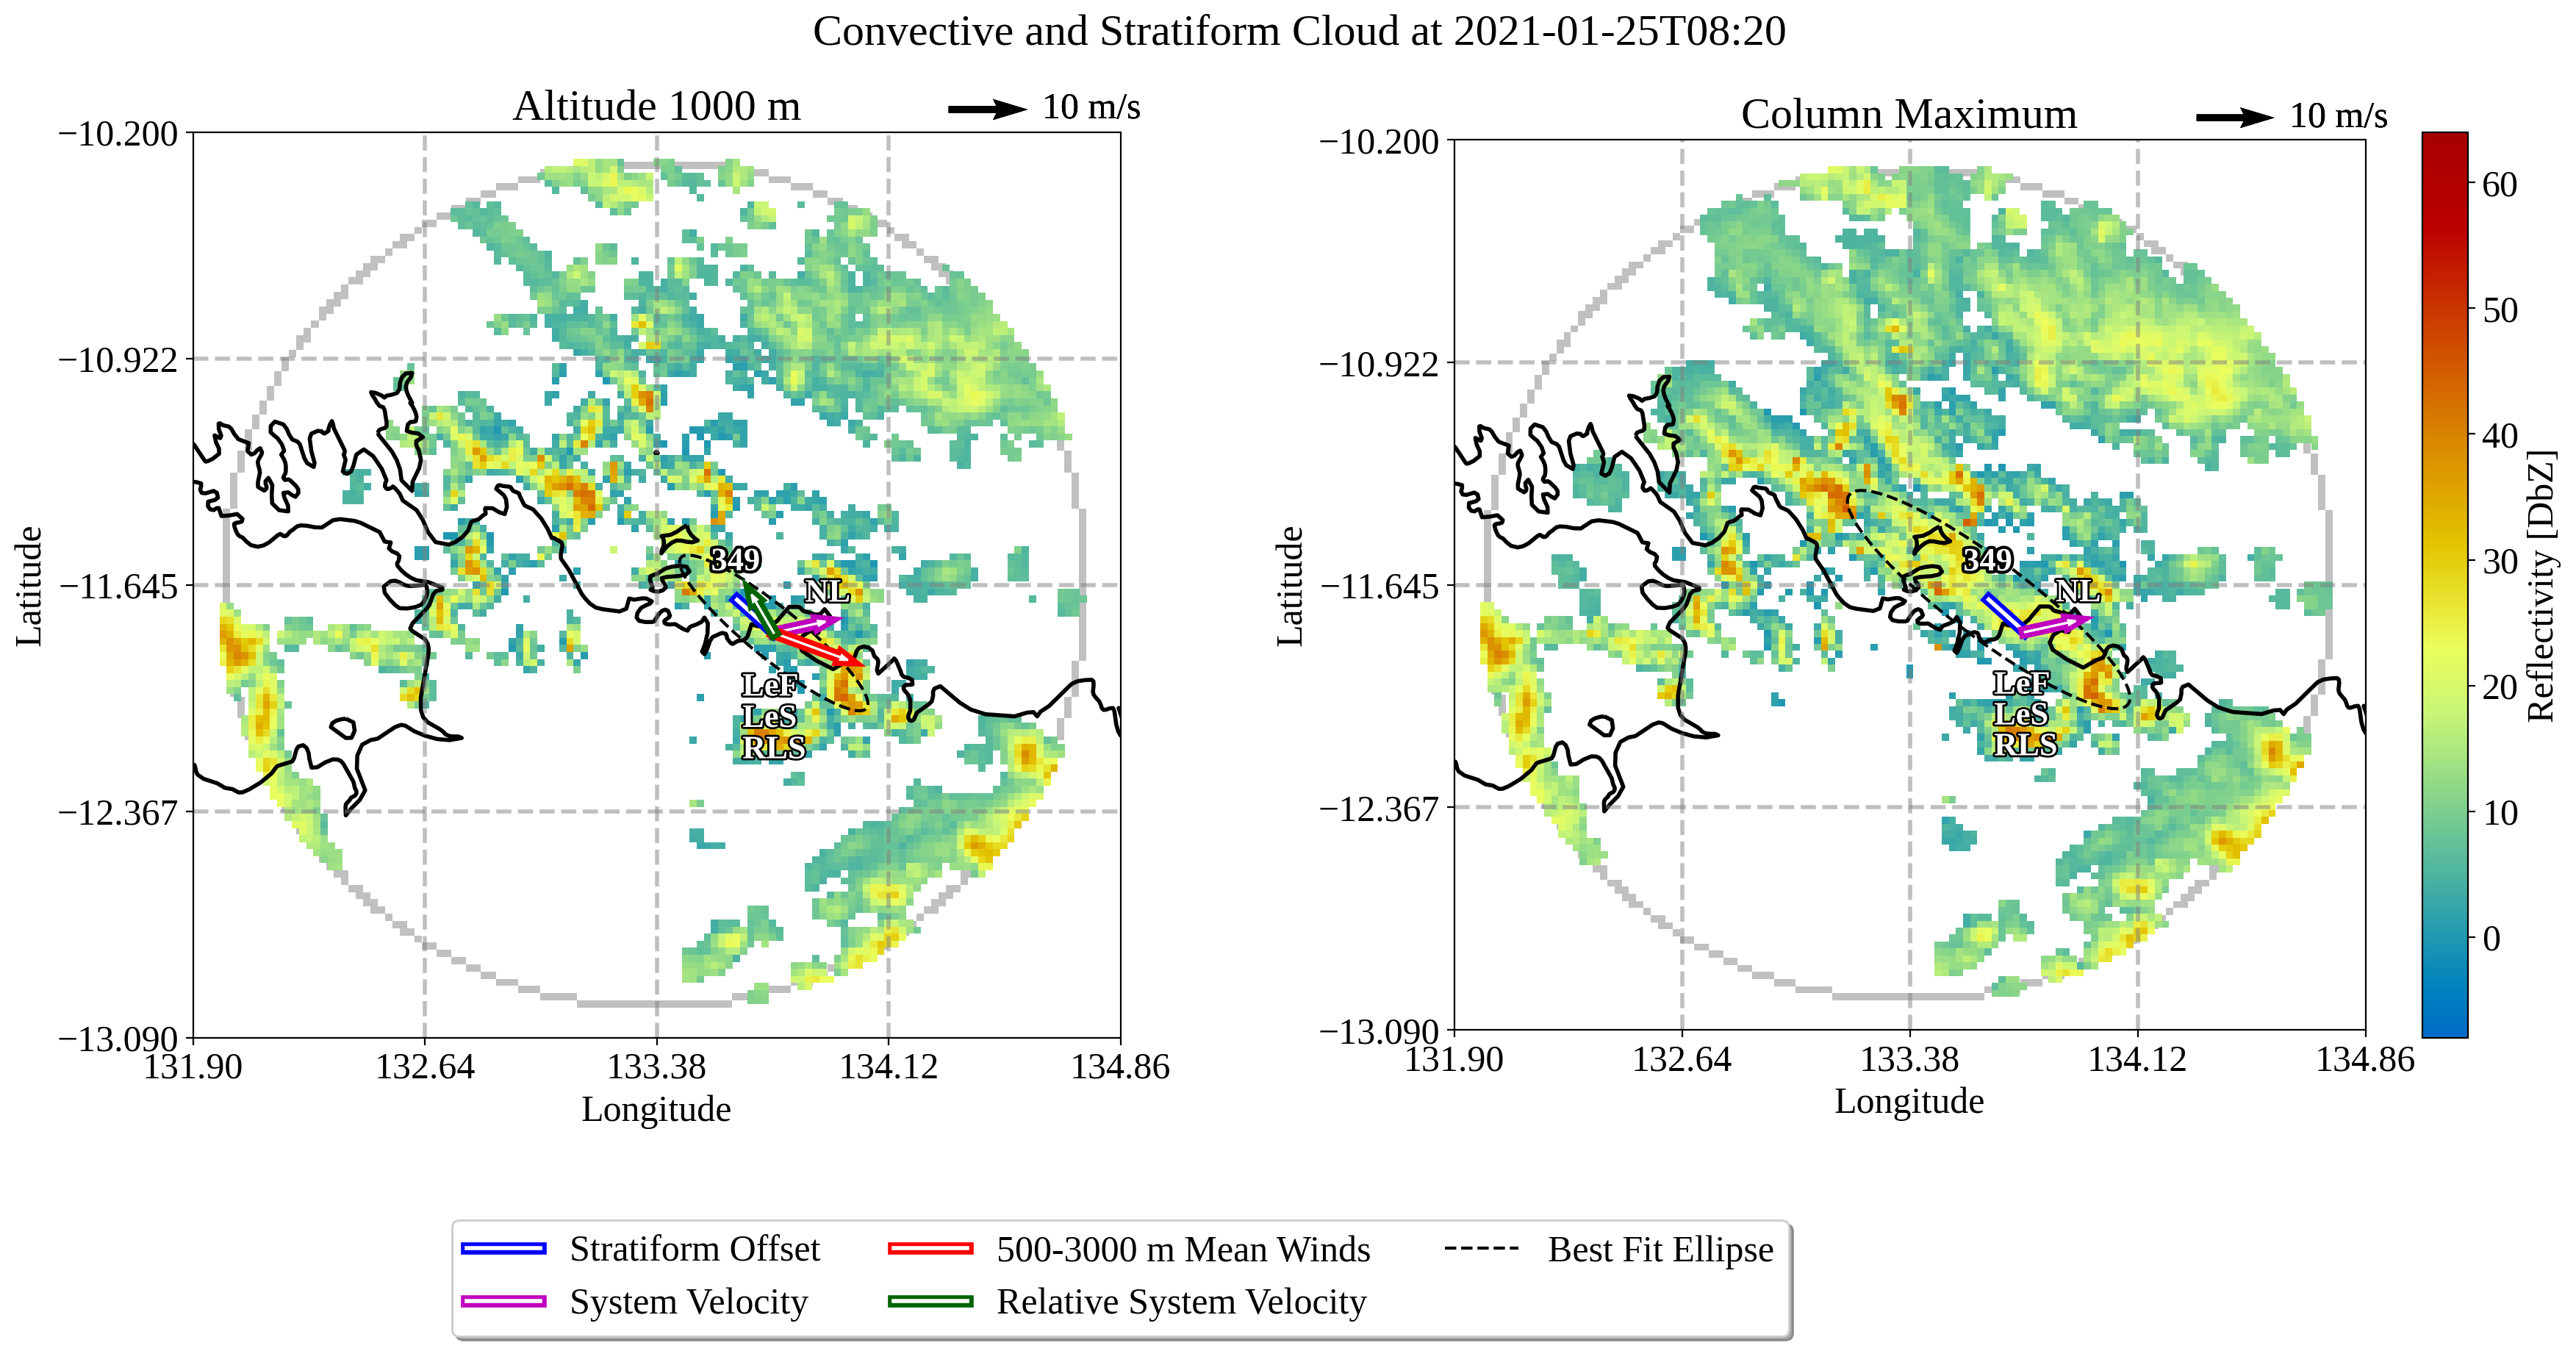 Convective and Stratiform Cloud at 2021-01-25T08:20
Altitude 1000 m
10 m/s
−10.200
−10.922
−11.645
−12.367
−13.090
131.90
132.64
133.38
134.12
134.86
Longitude
Latitude
349
NL
LeF
LeS
RLS
Column Maximum
10 m/s
−10.200
−10.922
−11.645
−12.367
−13.090
131.90
132.64
133.38
134.12
134.86
Longitude
Latitude
349
NL
LeF
LeS
RLS
60
50
40
30
20
10
0
Reflectivity [DbZ]
Stratiform Offset
500-3000 m Mean Winds
Best Fit Ellipse
System Velocity
Relative System Velocity